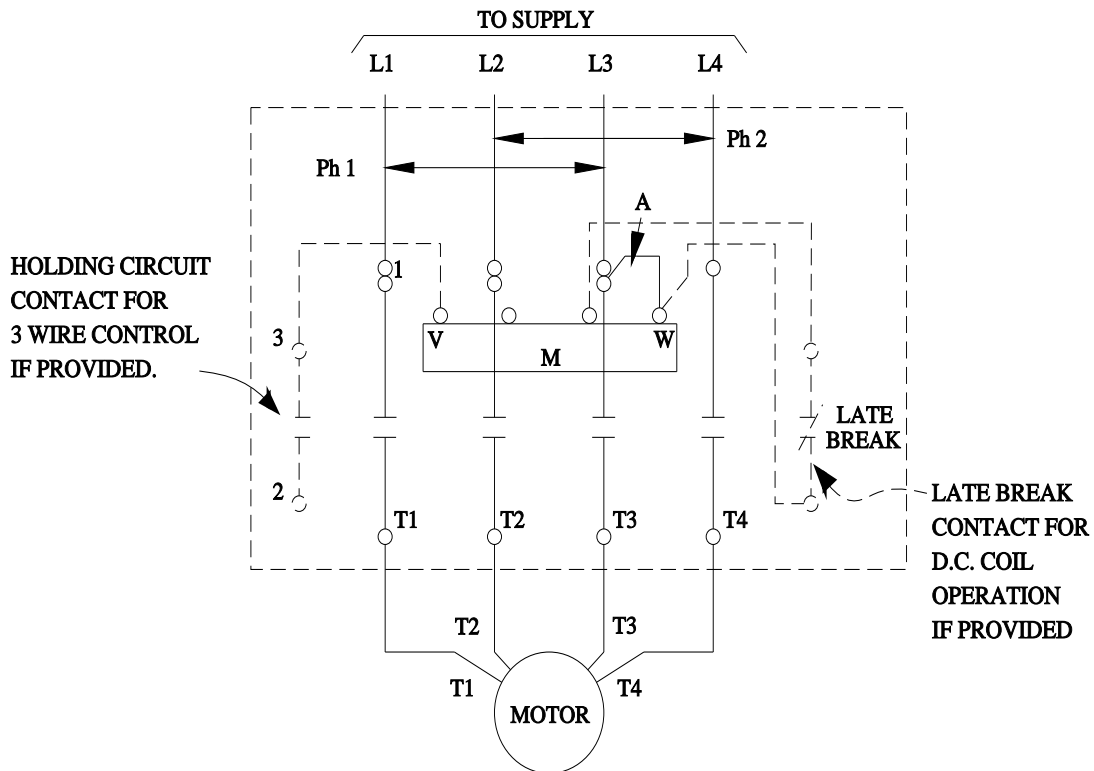 TO SUPPLY
L1 L2 L3 L4
Ph 2
Ph 1
A
HOLDING CIRCUIT
CONTACT FOR
3 WIRE CONTROL
IF PROVIDED.
1
3
V W
M
LATE
BREAK
2
T1 T2 T3 T4
LATE BREAK
CONTACT FOR
D.C. COIL
OPERATION
IF PROVIDED
T2 T3
T1 T4
MOTOR